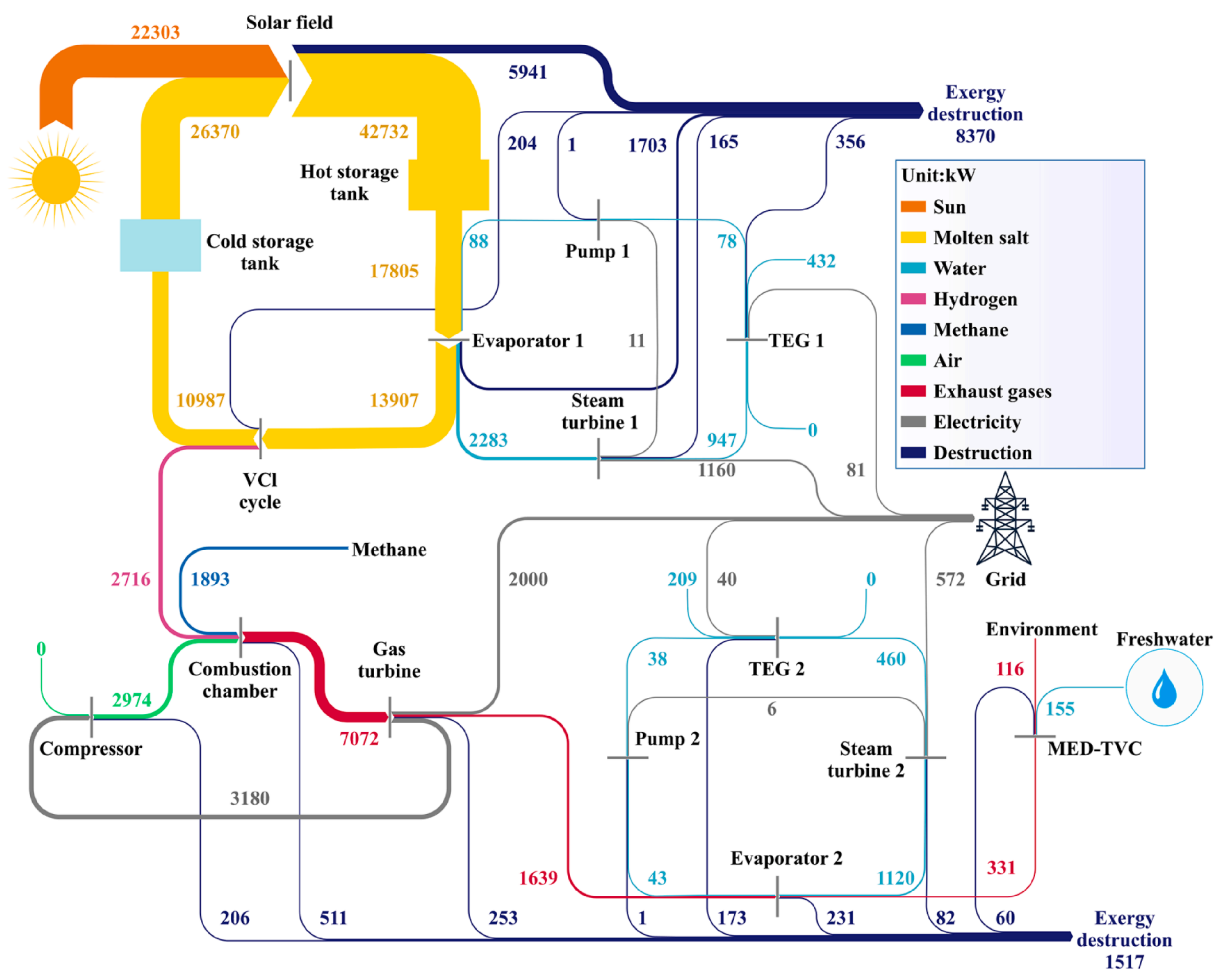 Solar field
22303
5941
Exergy
destruction
8370
26370
42732
204
1
1703
165
356
Hot storage
tank
Unit:kW
Sun
Molten salt
Water
Hydrogen
Methane
Air
Exhaust gases
Electricity
Destruction
Cold storage
tank
88
Pump 1
78
432
17805
Evaporator 1
11
TEG 1
10987
13907
Steam
turbine 1
2283
947
0
1160
81
VCl
cycle
Methane
2716
1893
2000
209
40
0
572
Grid
0
Combustion
chamber
Gas
turbine
38
TEG 2
460
Environment
Freshwater
116
155
2974
7072
6
Compressor
Pump 2
Steam
turbine 2
MED-TVC
3180
Evaporator 2
1639
43
1120
331
206
511
253
1
173
231
82
60
Exergy
destruction
1517